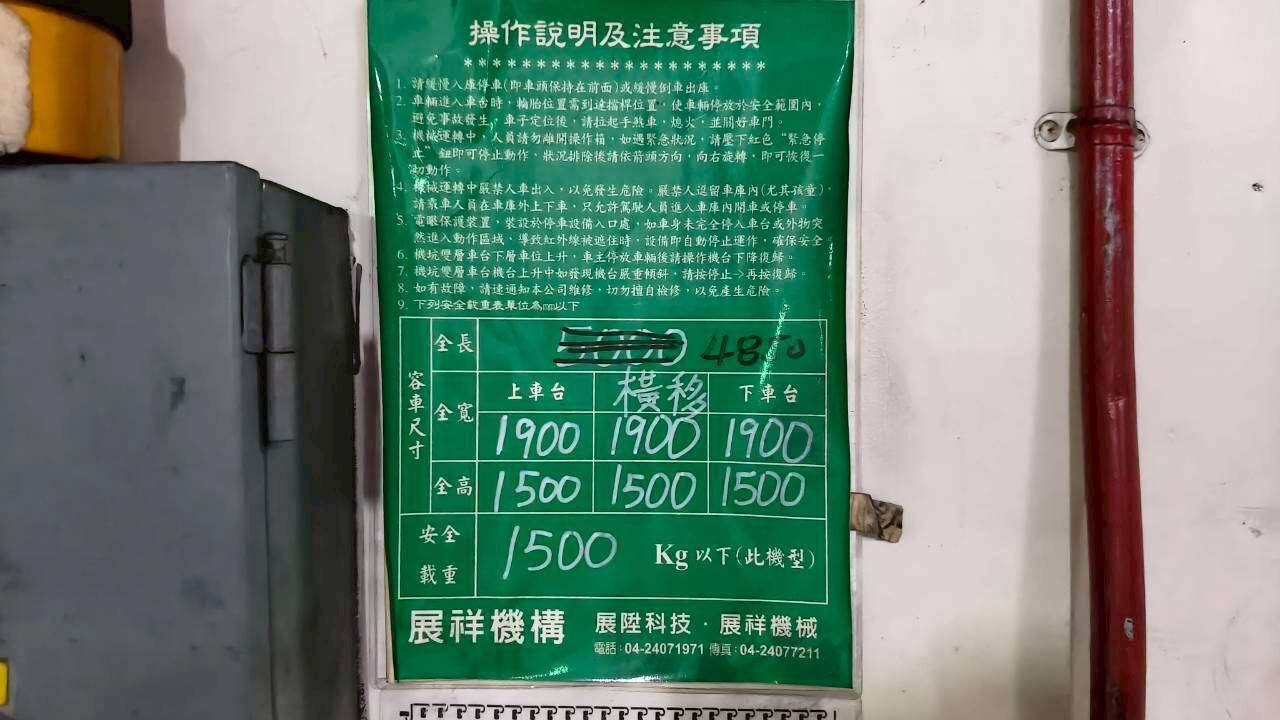 操作說明及注意事項
********************
1. 請緩慢入庫停車(即車頭保持在前面)或緩慢倒車出庫。
2. 車輛進入車台時，輪胎位置需到達擋桿位置，使車輛停放於安全範圍內，
避免事故發生，車子定位後，請拉起手煞車，熄火，並關好車門。
3. 機械運轉中，人員請勿離開操作箱，如遇緊急狀況，請壓下紅色“緊急停
止”鈕即可停止動作、狀況排除後請依箭頭方向，向右旋轉，即可恢復一
切動作。
4. 機械運轉中嚴禁人車出入，以免發生危險。嚴禁人逗留車庫內(尤其孩童)，
請乘車人員在車庫外上下車，只允許駕駛人員進入車庫內開車或停車。
5. 電眼保護裝置，裝設於停車設備入口處，如車身未完全停入車台或外物突
然進入動作區域，導致紅外線被遮住時，設備即自動停止運作，確保安全。
6. 機坑雙層車台下層車位上升，車主停放車輛後請操作機台下降復歸。
7. 機坑雙層車台機台上升中如發現機台嚴重傾斜，請按停止->再按復歸。
8. 如有故障，請速通知本公司維修，切勿擅自檢修，以免產生危險。
9. 下列安全載重表單位為mm以下
容車尺寸
全長 5000 4850
全寬 上車台 橫移 下車台
1900 1900 1900
全高 1500 1500 1500
安全載重 1500 Kg 以下(此機型)
展祥機構 展陞科技．展祥機械
電話：04-24071971 傳真：04-24077211